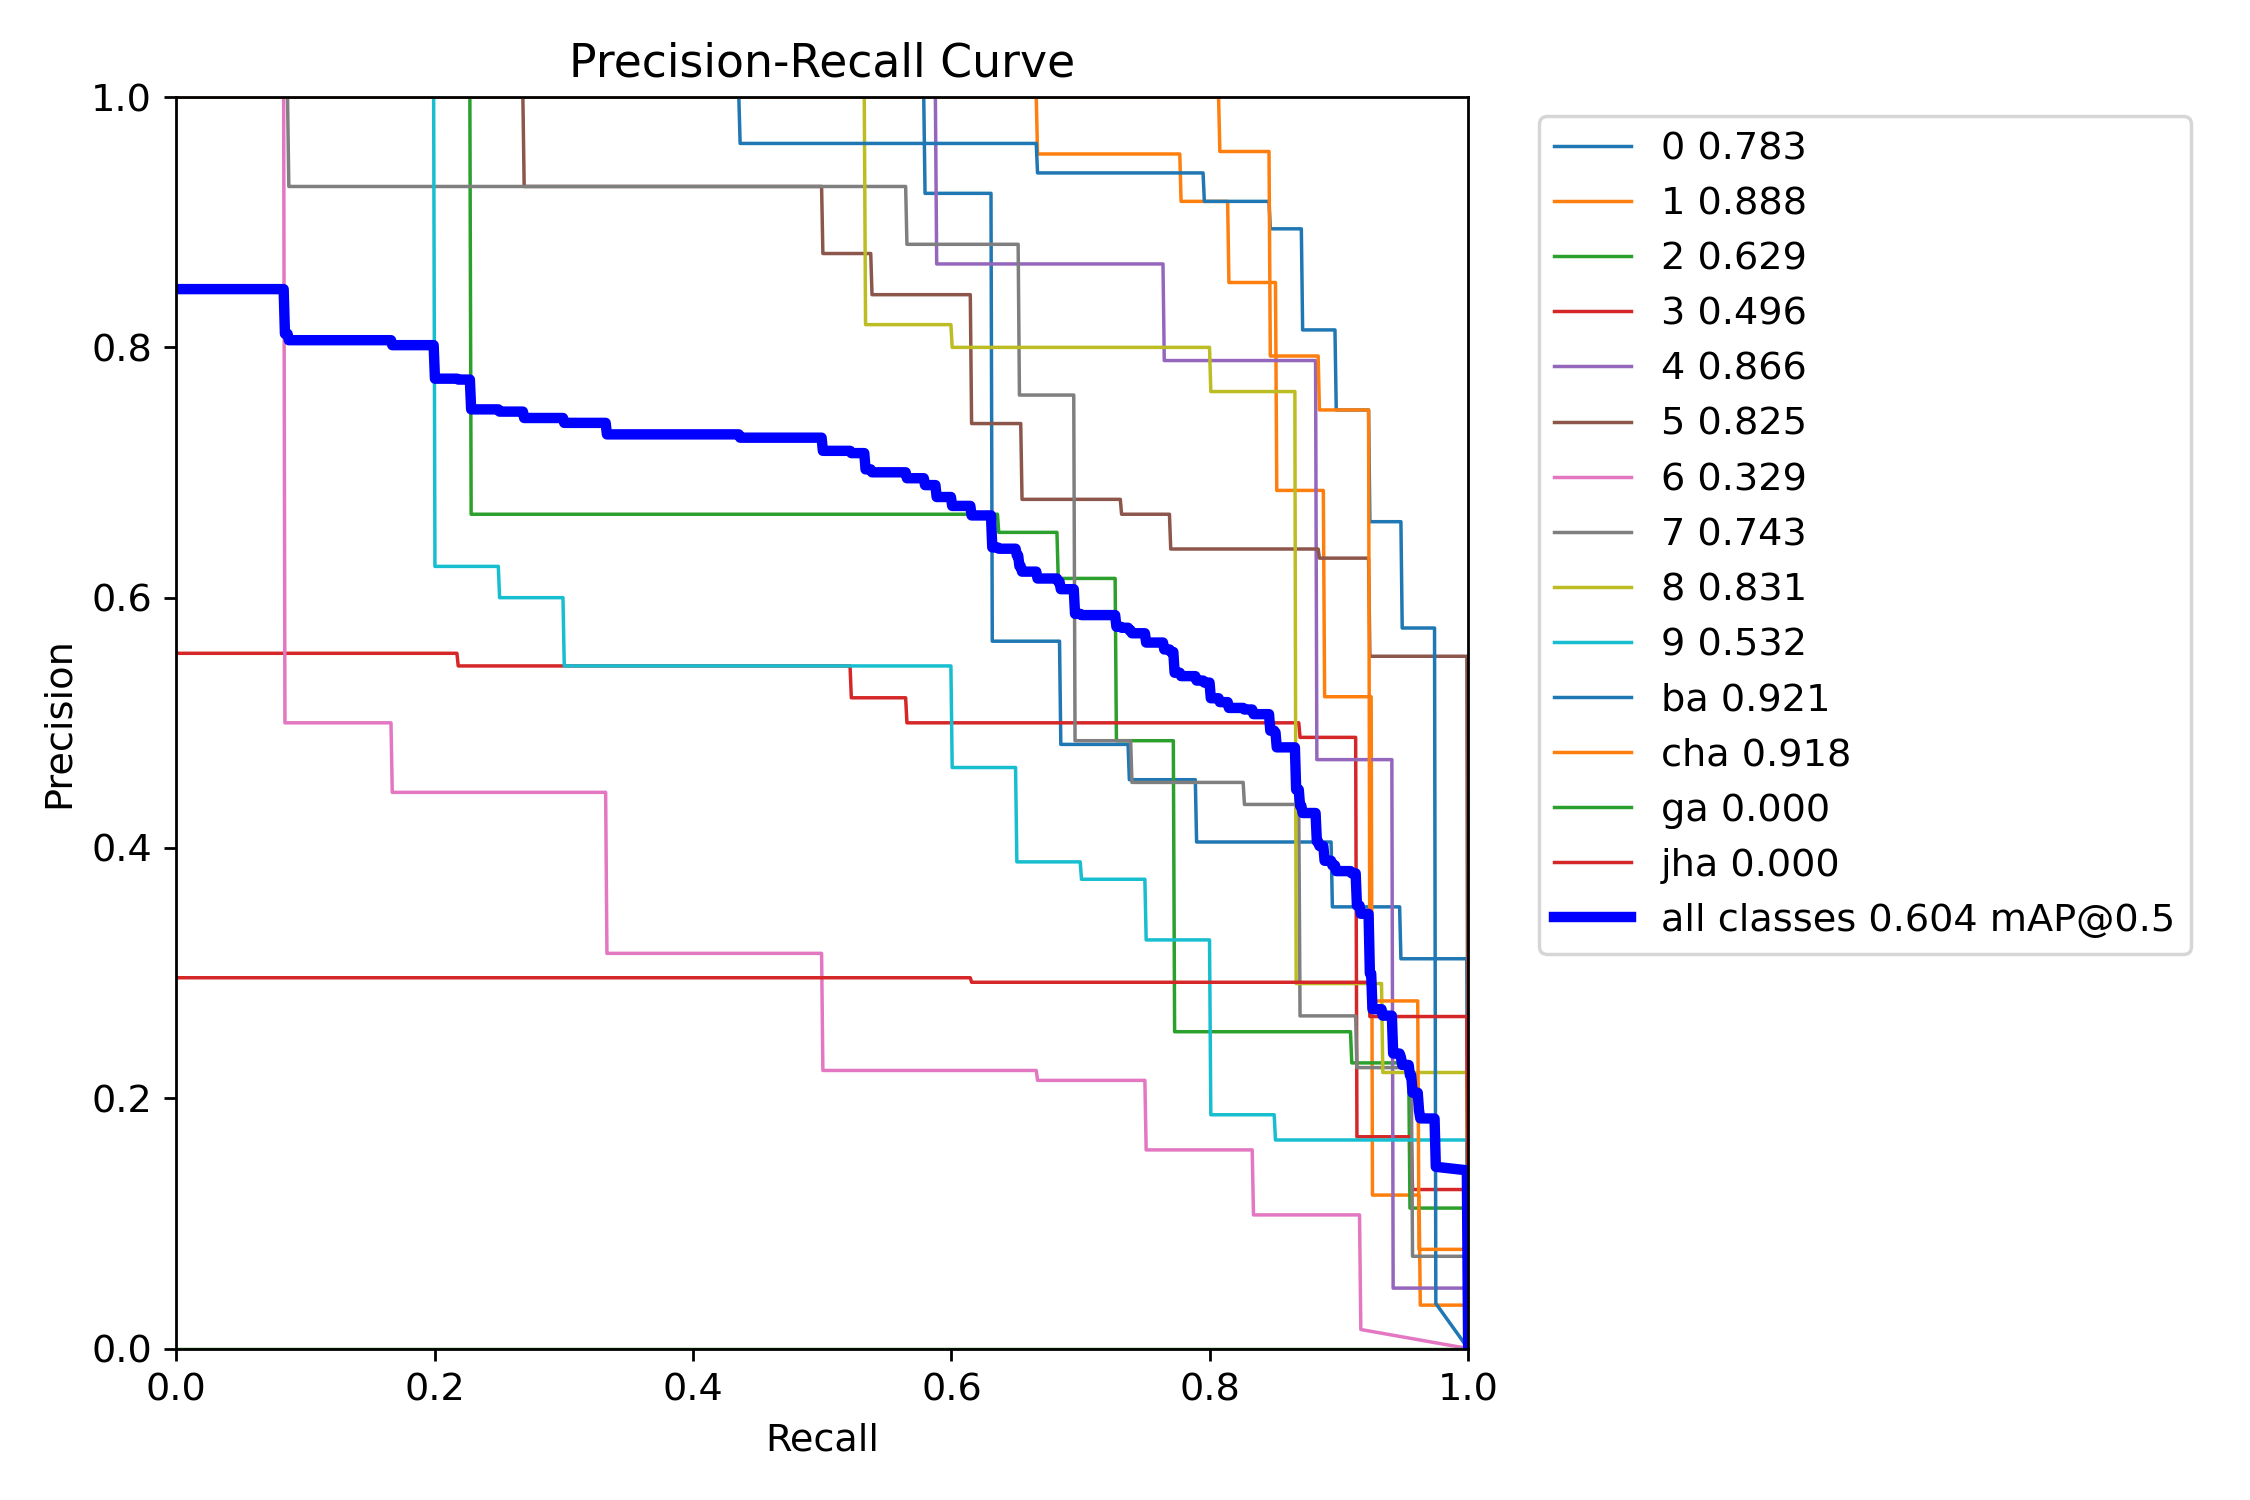 Precision-Recall Curve
1.0
0.8
0.6
0.4
0.2
0.0
Precision
0.0 0.2 0.4 0.6 0.8 1.0
Recall
0 0.783
1 0.888
2 0.629
3 0.496
4 0.866
5 0.825
6 0.329
7 0.743
8 0.831
9 0.532
ba 0.921
cha 0.918
ga 0.000
jha 0.000
all classes 0.604 mAP@0.5